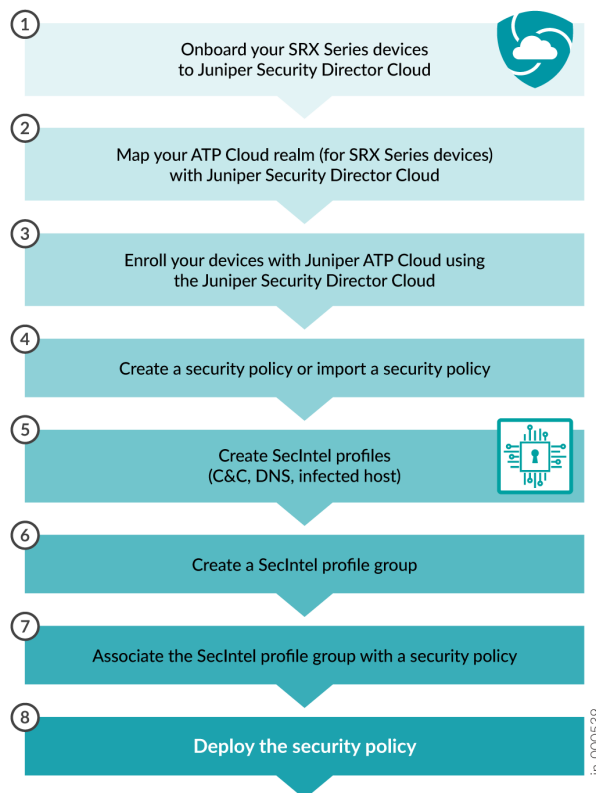 1
Onboard your SRX Series devices
to Juniper Security Director Cloud
2
Map your ATP Cloud realm (for SRX Series devices)
with Juniper Security Director Cloud
3
Enroll your devices with Juniper ATP Cloud using
the Juniper Security Director Cloud
4
Create a security policy or import a security policy
5
Create SecIntel profiles
(C&C, DNS, infected host)
6
Create a SecIntel profile group
7
Associate the SecIntel profile group with a security policy
8
Deploy the security policy
jn-000539